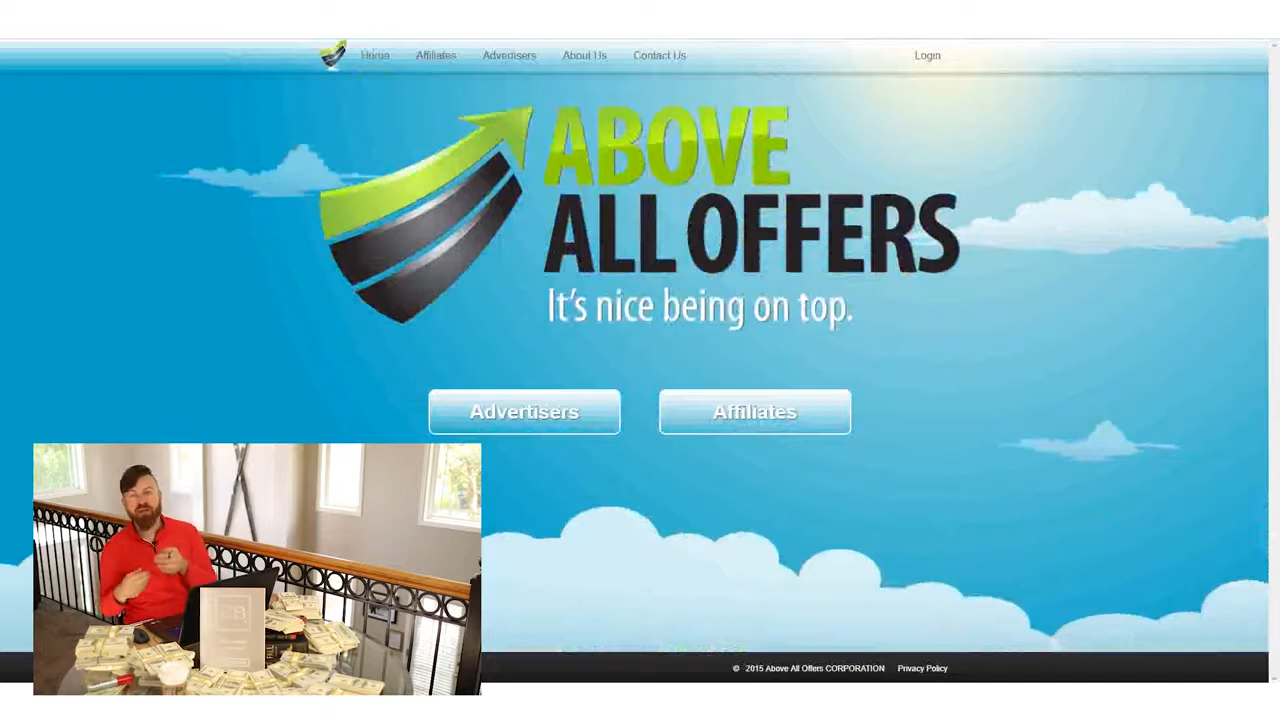 Home Affiliates Advertisers About Us Contact Us Login
ABOVE
ALL OFFERS
It's nice being on top.
Advertisers Affiliates
© 2015 Above All Offers CORPORATION Privacy Policy